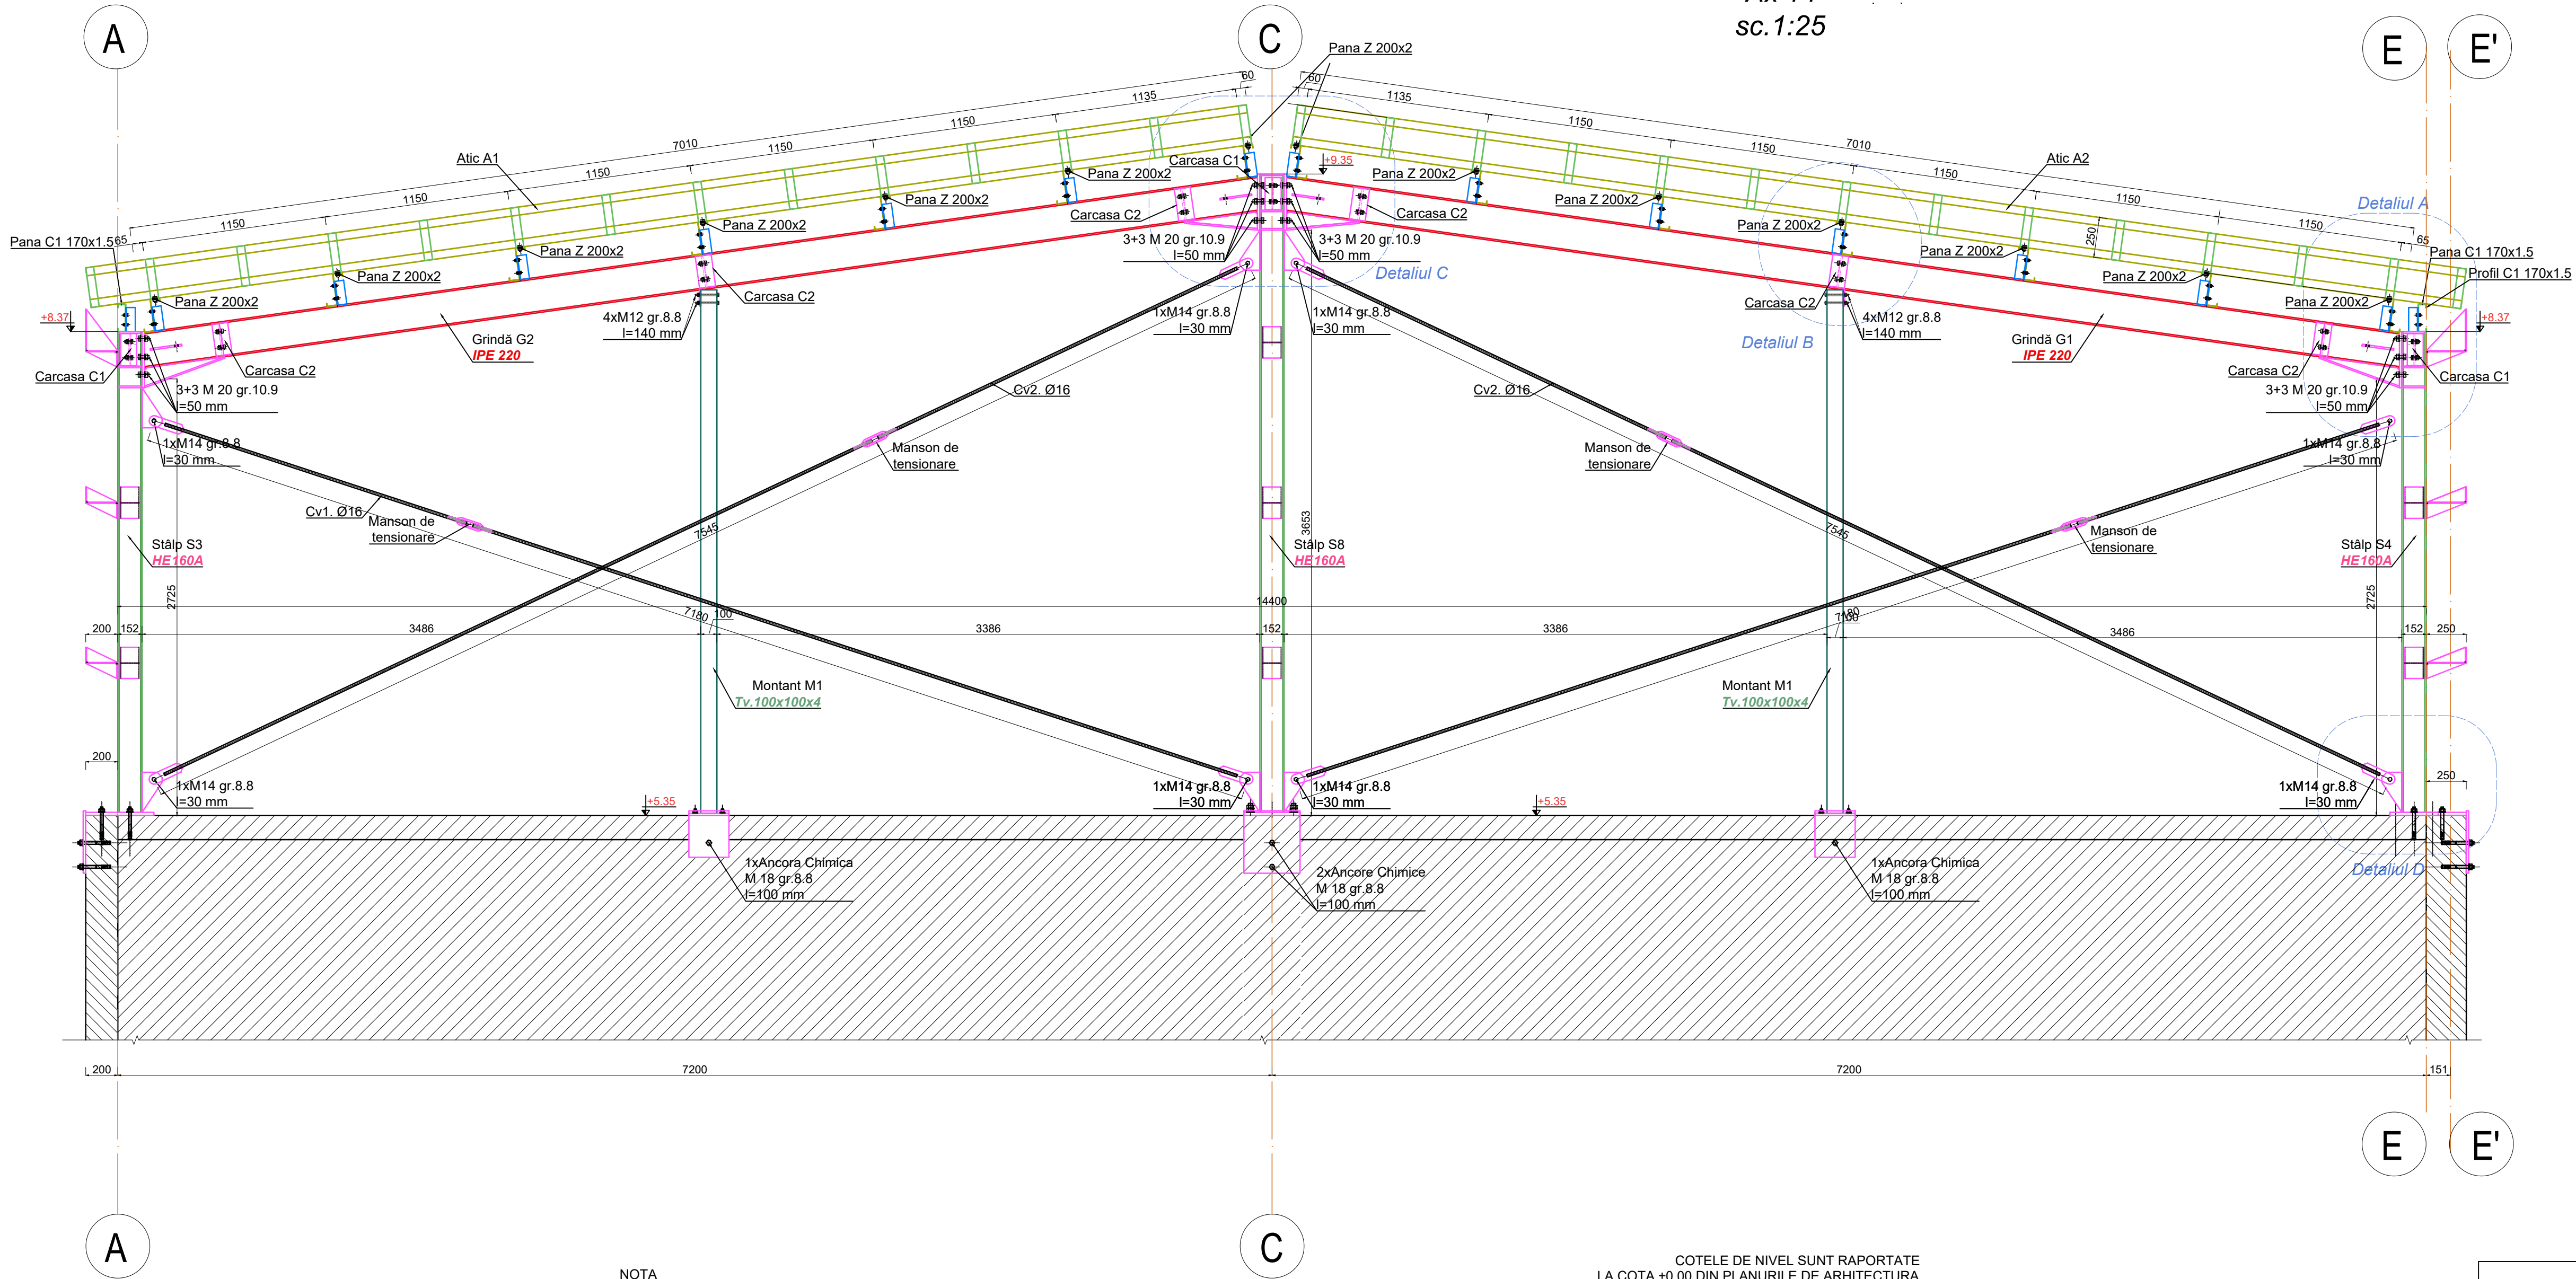 A
C
sc.1:25
E
E'
Pana Z 200x2
60
60
1135
1135
1150
1150
7010
7010
1150
1150
Atic A1
Atic A2
Carcasa C1
+9.35
1150
1150
1150
1150
1150
1150
Detaliul A
Pana Z 200x2
Pana Z 200x2
Pana Z 200x2
Pana Z 200x2
Pana Z 200x2
Pana Z 200x2
Pana Z 200x2
Pana Z 200x2
Pana Z 200x2
Pana Z 200x2
Pana Z 200x2
Pana Z 200x2
Carcasa C2
Carcasa C2
250
Pana C1 170x1.5
65
65
Pana C1 170x1.5
Profil C1 170x1.5
3+3 M 20 gr.10.9
l=50 mm
3+3 M 20 gr.10.9
l=50 mm
Detaliul C
Carcasa C2
Carcasa C2
+8.37
+8.37
4xM12 gr.8.8
l=140 mm
1xM14 gr.8.8
l=30 mm
1xM14 gr.8.8
l=30 mm
4xM12 gr.8.8
l=140 mm
Detaliul B
Grindă G2
IPE 220
Grindă G1
IPE 220
Carcasa C1
Carcasa C2
Carcasa C2
Carcasa C1
3+3 M 20 gr.10.9
l=50 mm
3+3 M 20 gr.10.9
l=50 mm
Cv2. Ø16
Cv2. Ø16
1xM14 gr.8.8
l=30 mm
1xM14 gr.8.8
l=30 mm
Manson de
tensionare
Manson de
tensionare
Cv1. Ø16
Manson de
tensionare
Manson de
tensionare
7545
3653
7545
Stâlp S3
HE160A
Stâlp S8
HE160A
Stâlp S4
HE160A
2725
2725
14400
7180
100
7180
100
200
152
3486
3386
152
3386
3486
152
250
Montant M1
Tv.100x100x4
Montant M1
Tv.100x100x4
200
250
1xM14 gr.8.8
l=30 mm
1xM14 gr.8.8
l=30 mm
1xM14 gr.8.8
l=30 mm
1xM14 gr.8.8
l=30 mm
+5.35
+5.35
1xAncora Chimica
M 18 gr.8.8
l=100 mm
2xAncore Chimice
M 18 gr.8.8
l=100 mm
1xAncora Chimica
M 18 gr.8.8
l=100 mm
Detaliul D
200
7200
7200
151
E
E'
A
C
NOTA
COTELE DE NIVEL SUNT RAPORTATE
LA COTA ±0.00 DIN PLANURILE DE ARHITECTURA